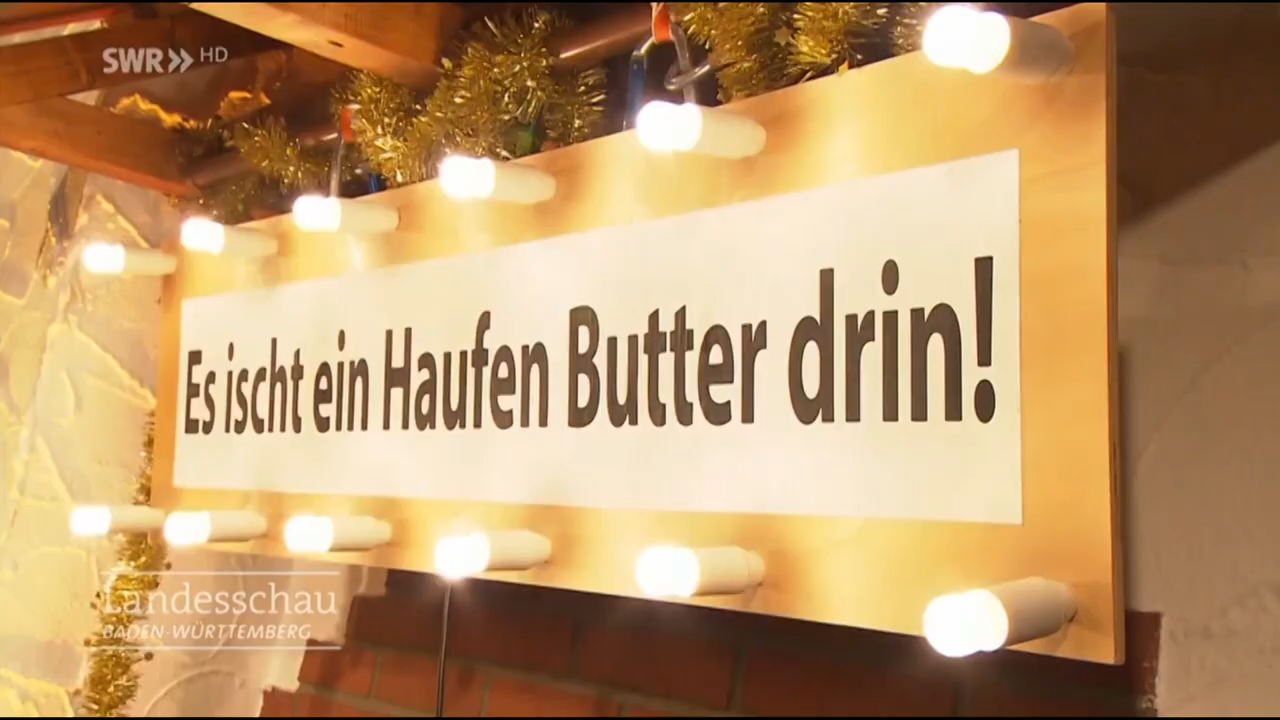 SWR>> HD
Es ischt ein Haufen Butter drin!
Landesschau
BADEN-WÜRTTEMBERG